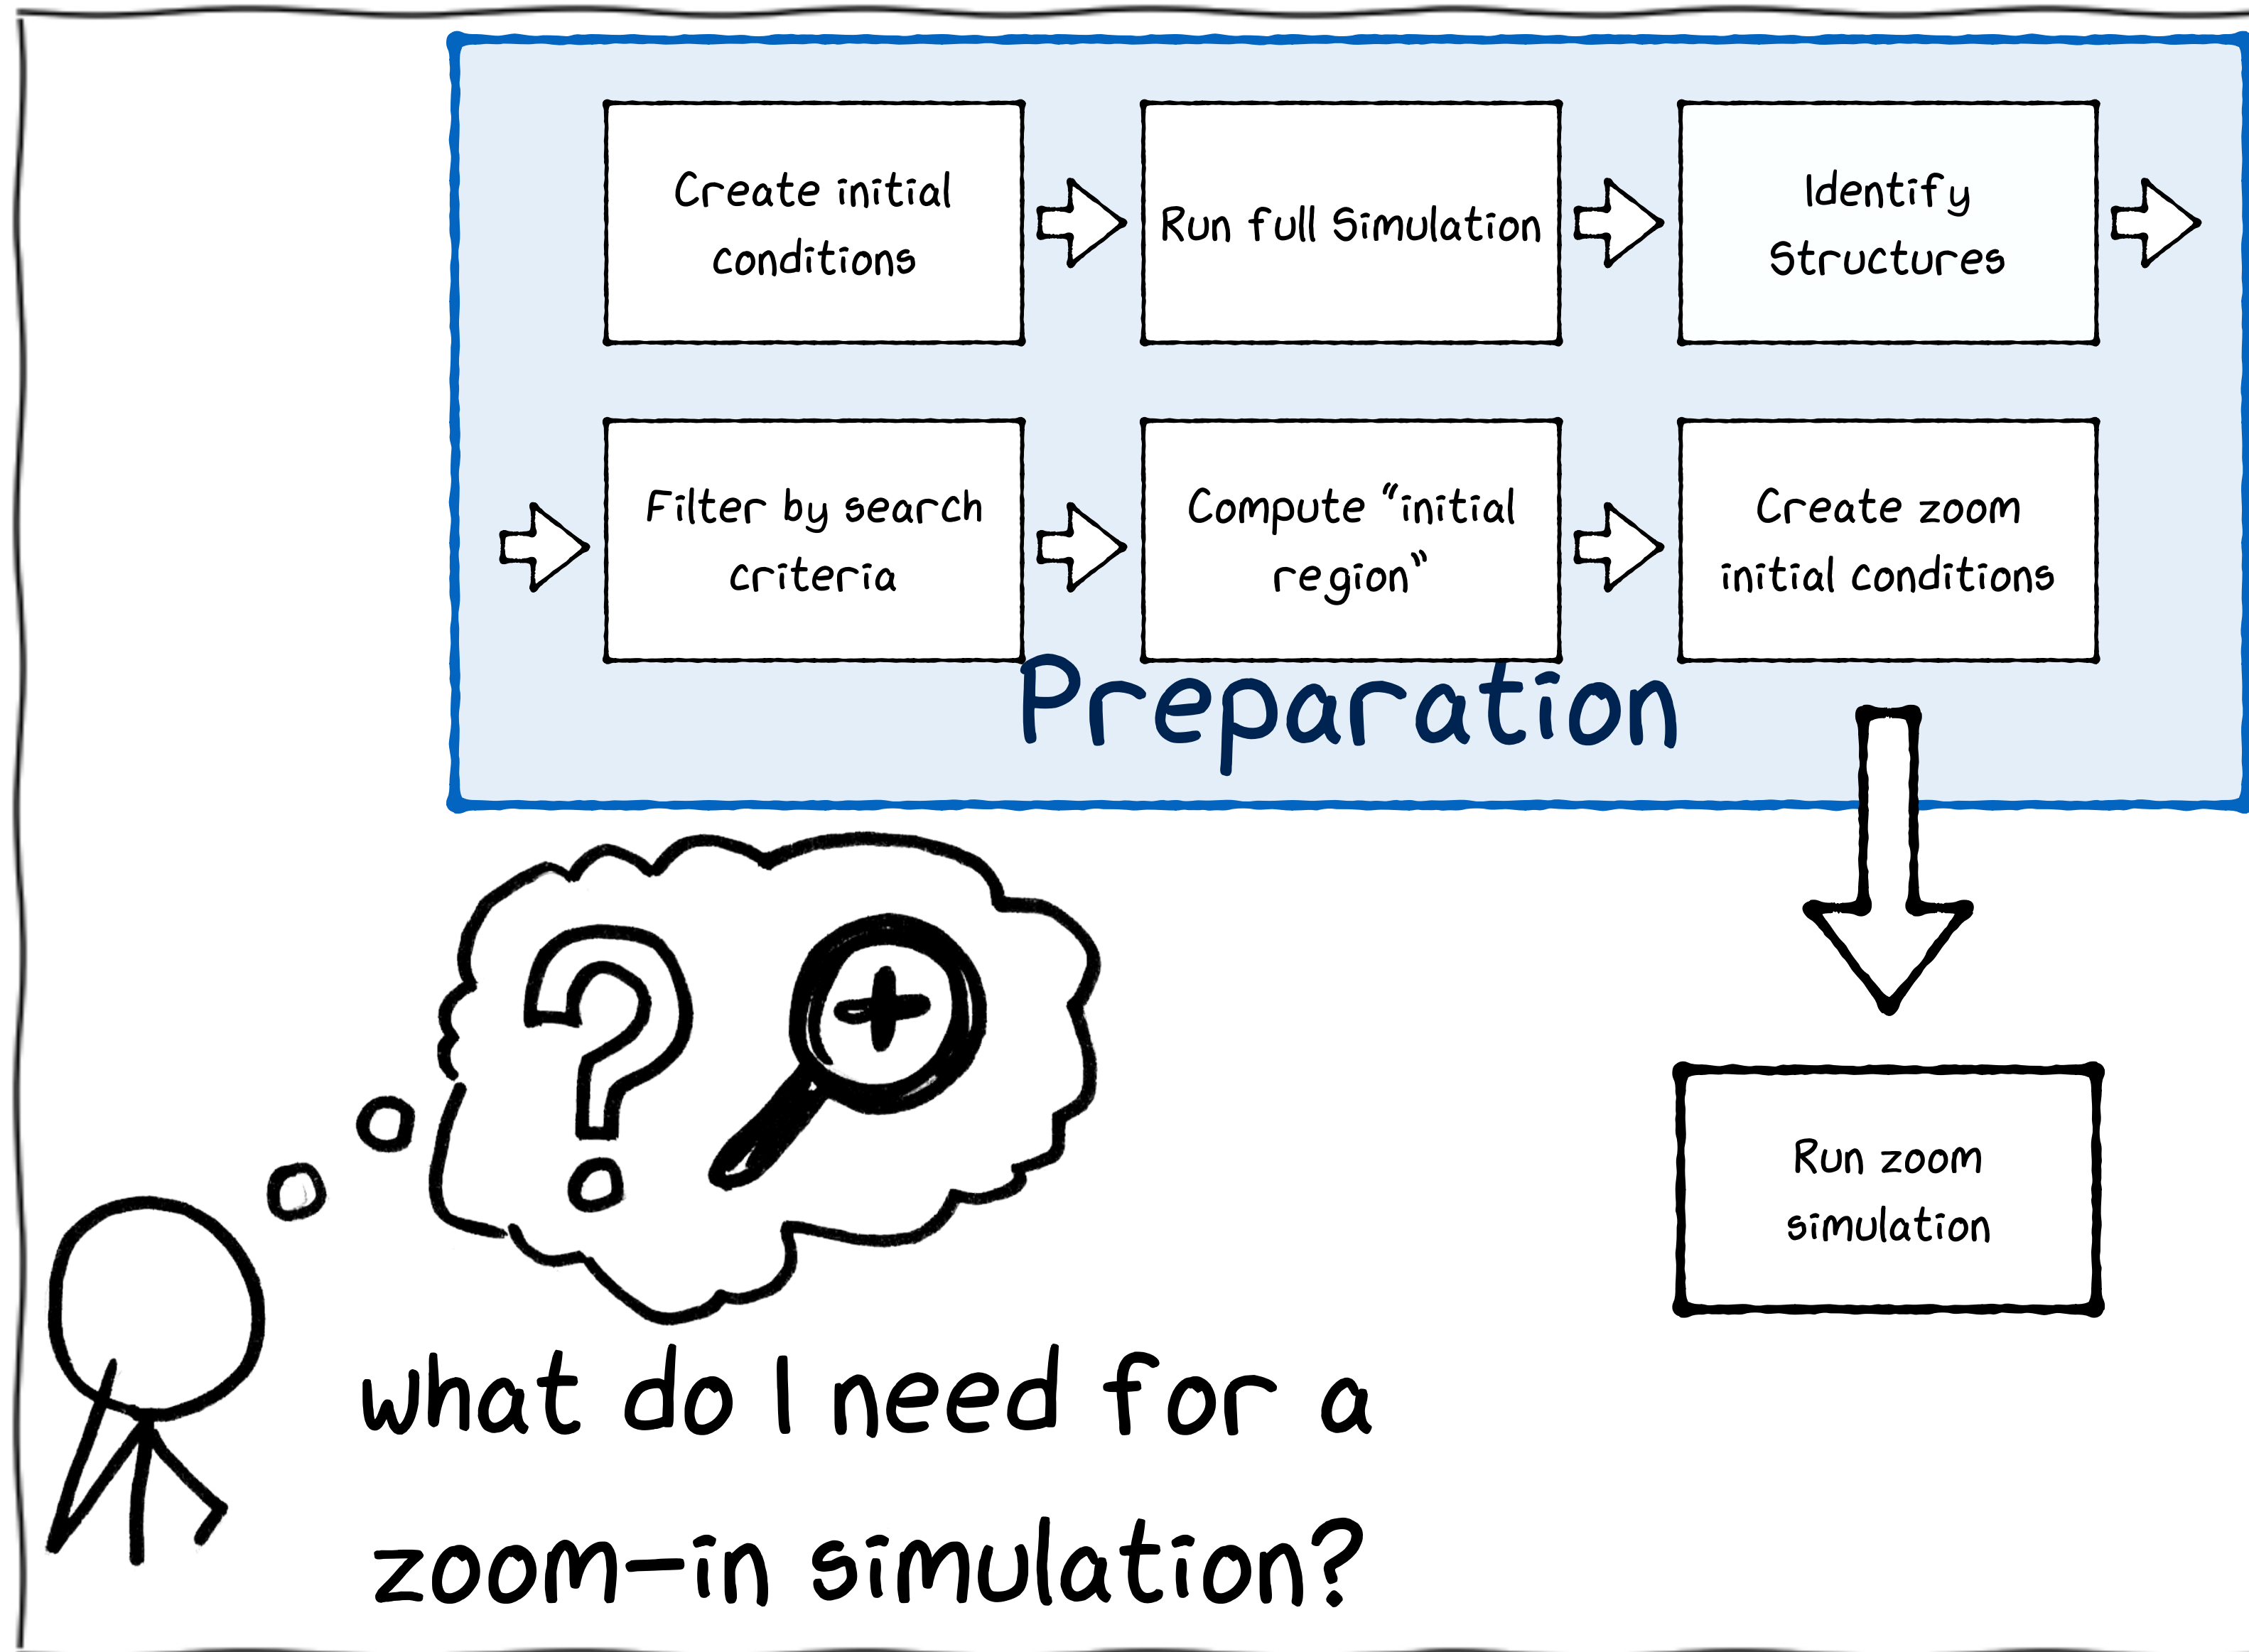 Create initial
conditions
Run full Simulation
Identify
Structures
Filter by search
criteria
Compute “initial
region”
Create zoom
initial conditions
Preparation
Run zoom
simulation
what do I need for a
zoom-in simulation?